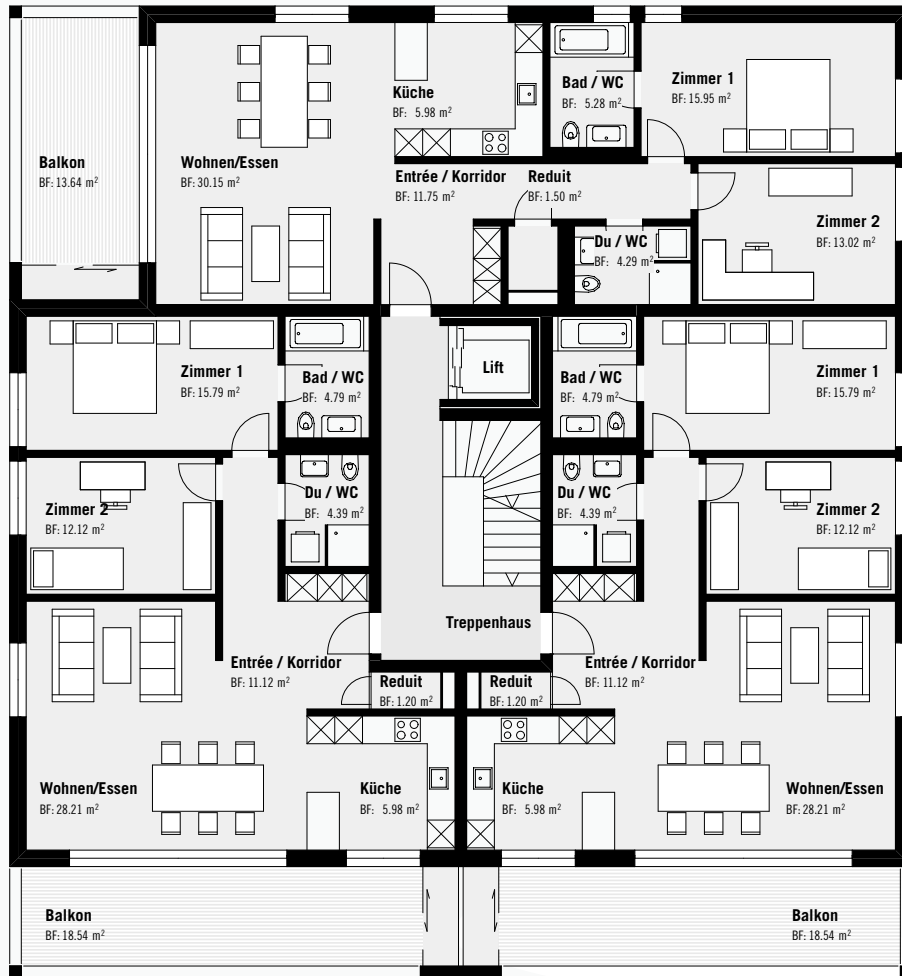 Küche
BF: 5.98 m²
Bad / WC
BF: 5.28 m²
Zimmer 1
BF: 15.95 m²
Balkon
BF: 13.64 m²
Wohnen/Essen
BF: 30.15 m²
Entrée / Korridor
BF: 11.75 m²
Reduit
BF: 1.50 m²
Zimmer 2
BF: 13.02 m²
Du / WC
BF: 4.29 m²
Zimmer 1
BF: 15.79 m²
Bad / WC
BF: 4.79 m²
Lift
Bad / WC
BF: 4.79 m²
Zimmer 1
BF: 15.79 m²
Zimmer 2
BF: 12.12 m²
Du / WC
BF: 4.39 m²
Du / WC
BF: 4.39 m²
Zimmer 2
BF: 12.12 m²
Treppenhaus
Entrée / Korridor
BF: 11.12 m²
Reduit
BF: 1.20 m²
Reduit
BF: 1.20 m²
Entrée / Korridor
BF: 11.12 m²
Wohnen/Essen
BF: 28.21 m²
Küche
BF: 5.98 m²
Küche
BF: 5.98 m²
Wohnen/Essen
BF: 28.21 m²
Balkon
BF: 18.54 m²
Balkon
BF: 18.54 m²